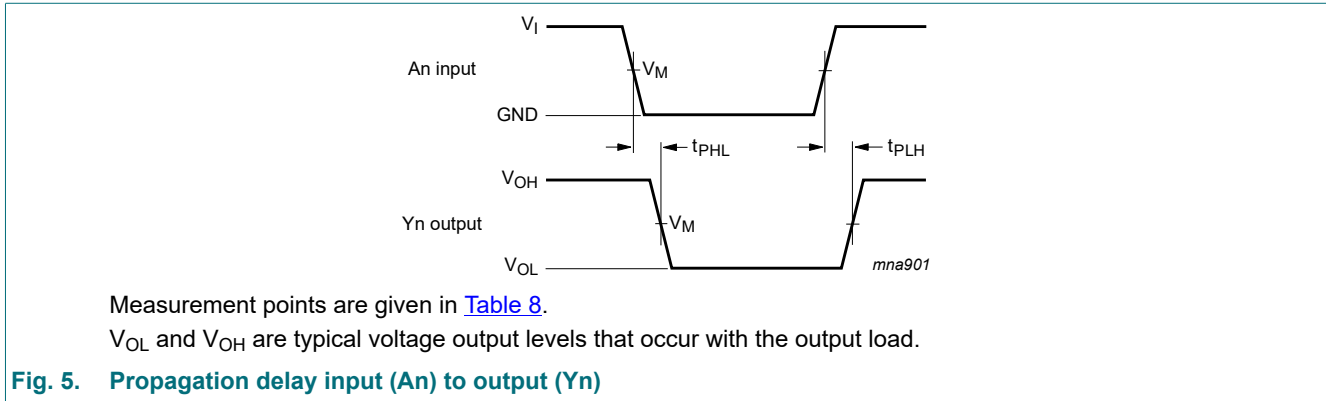 VI
An input
VM
GND
tPHL
tPLH
VOH
Yn output
VM
VOL
mna901
Measurement points are given in Table 8.
VOL and VOH are typical voltage output levels that occur with the output load.
Fig. 5. Propagation delay input (An) to output (Yn)